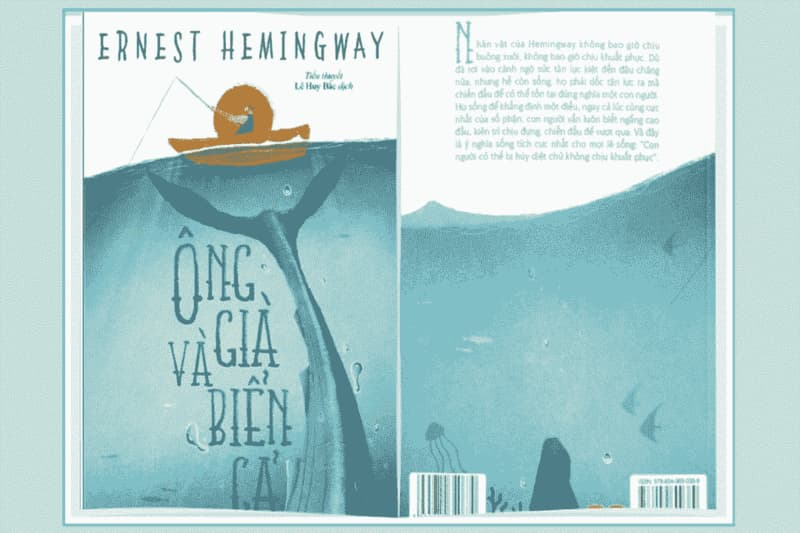 ERNEST HEMINGWAY
Tiểu thuyết
Lê Huy Bắc dịch
ÔNG
GIÀ
VÀ
BIỂN
CẢ
Nhân vật của Hemingway không bao giờ chịu
buông xuôi, không bao giờ chịu khuất phục. Dù
đã rơi vào cảnh ngộ sức tàn lực kiệt đến đâu chăng
nữa, nhưng hễ còn sống, họ phải dốc tàn lực ra mà
chiến đấu để có thể tồn tại đúng nghĩa một con người.
Họ sống để khẳng định một điều, ngay cả lúc cùng cực
nhất của số phận, con người vẫn luôn biết ngẩng cao
đầu, kiên trì chịu đựng, chiến đấu để vượt qua. Và đây
là ý nghĩa sống tích cực nhất cho mọi lẽ sống: "Con
người có thể bị hủy diệt chứ không chịu khuất phục".